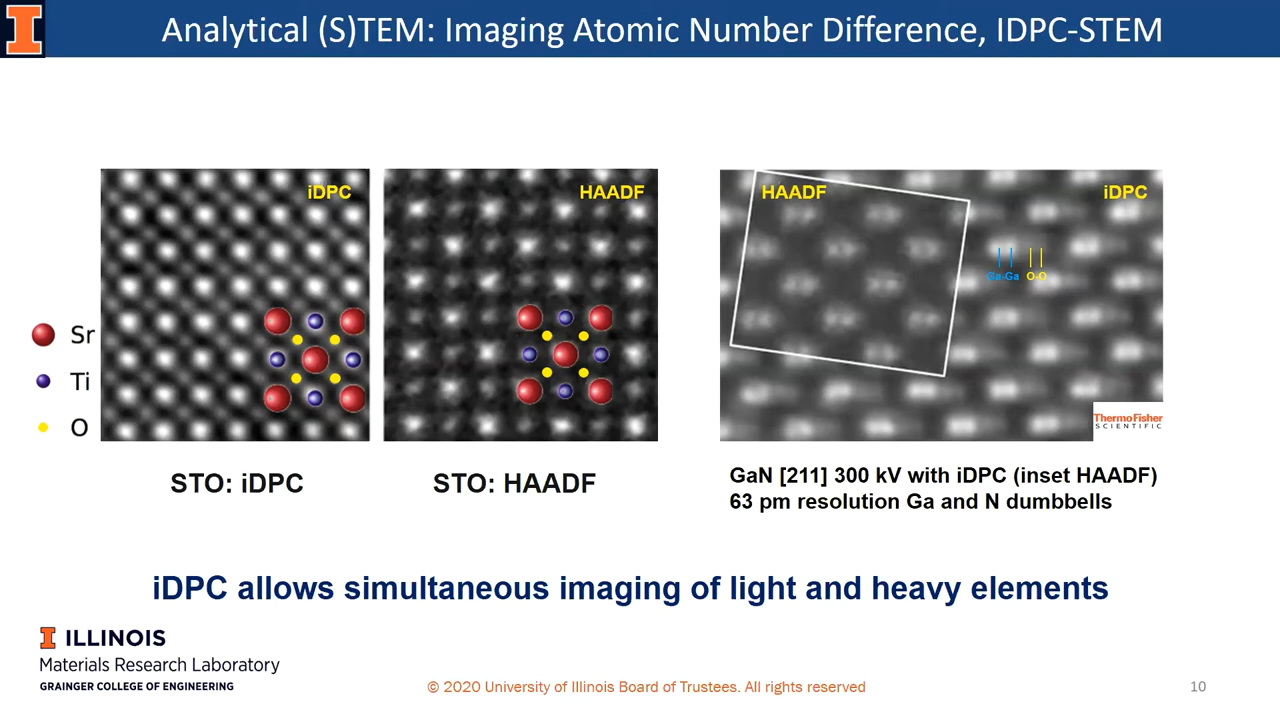 Analytical (S)TEM: Imaging Atomic Number Difference, IDPC-STEM
iDPC
HAADF
HAADF
iDPC
Ga-Ga
O-O
Sr
Ti
O
ThermoFisher
SCIENTIFIC
STO: iDPC
STO: HAADF
GaN [211] 300 kV with iDPC (inset HAADF)
63 pm resolution Ga and N dumbbells
iDPC allows simultaneous imaging of light and heavy elements
I ILLINOIS
Materials Research Laboratory
GRAINGER COLLEGE OF ENGINEERING
© 2020 University of Illinois Board of Trustees. All rights reserved
10